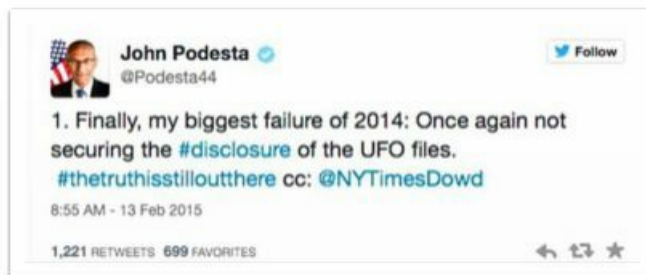 John Podesta
Follow
@Podesta44
1. Finally, my biggest failure of 2014: Once again not
securing the #disclosure of the UFO files.
#thetruthisstilloutthere cc: @NYTimesDowd
8:55 AM - 13 Feb 2015
1,221 RETWEETS 699 FAVORITES